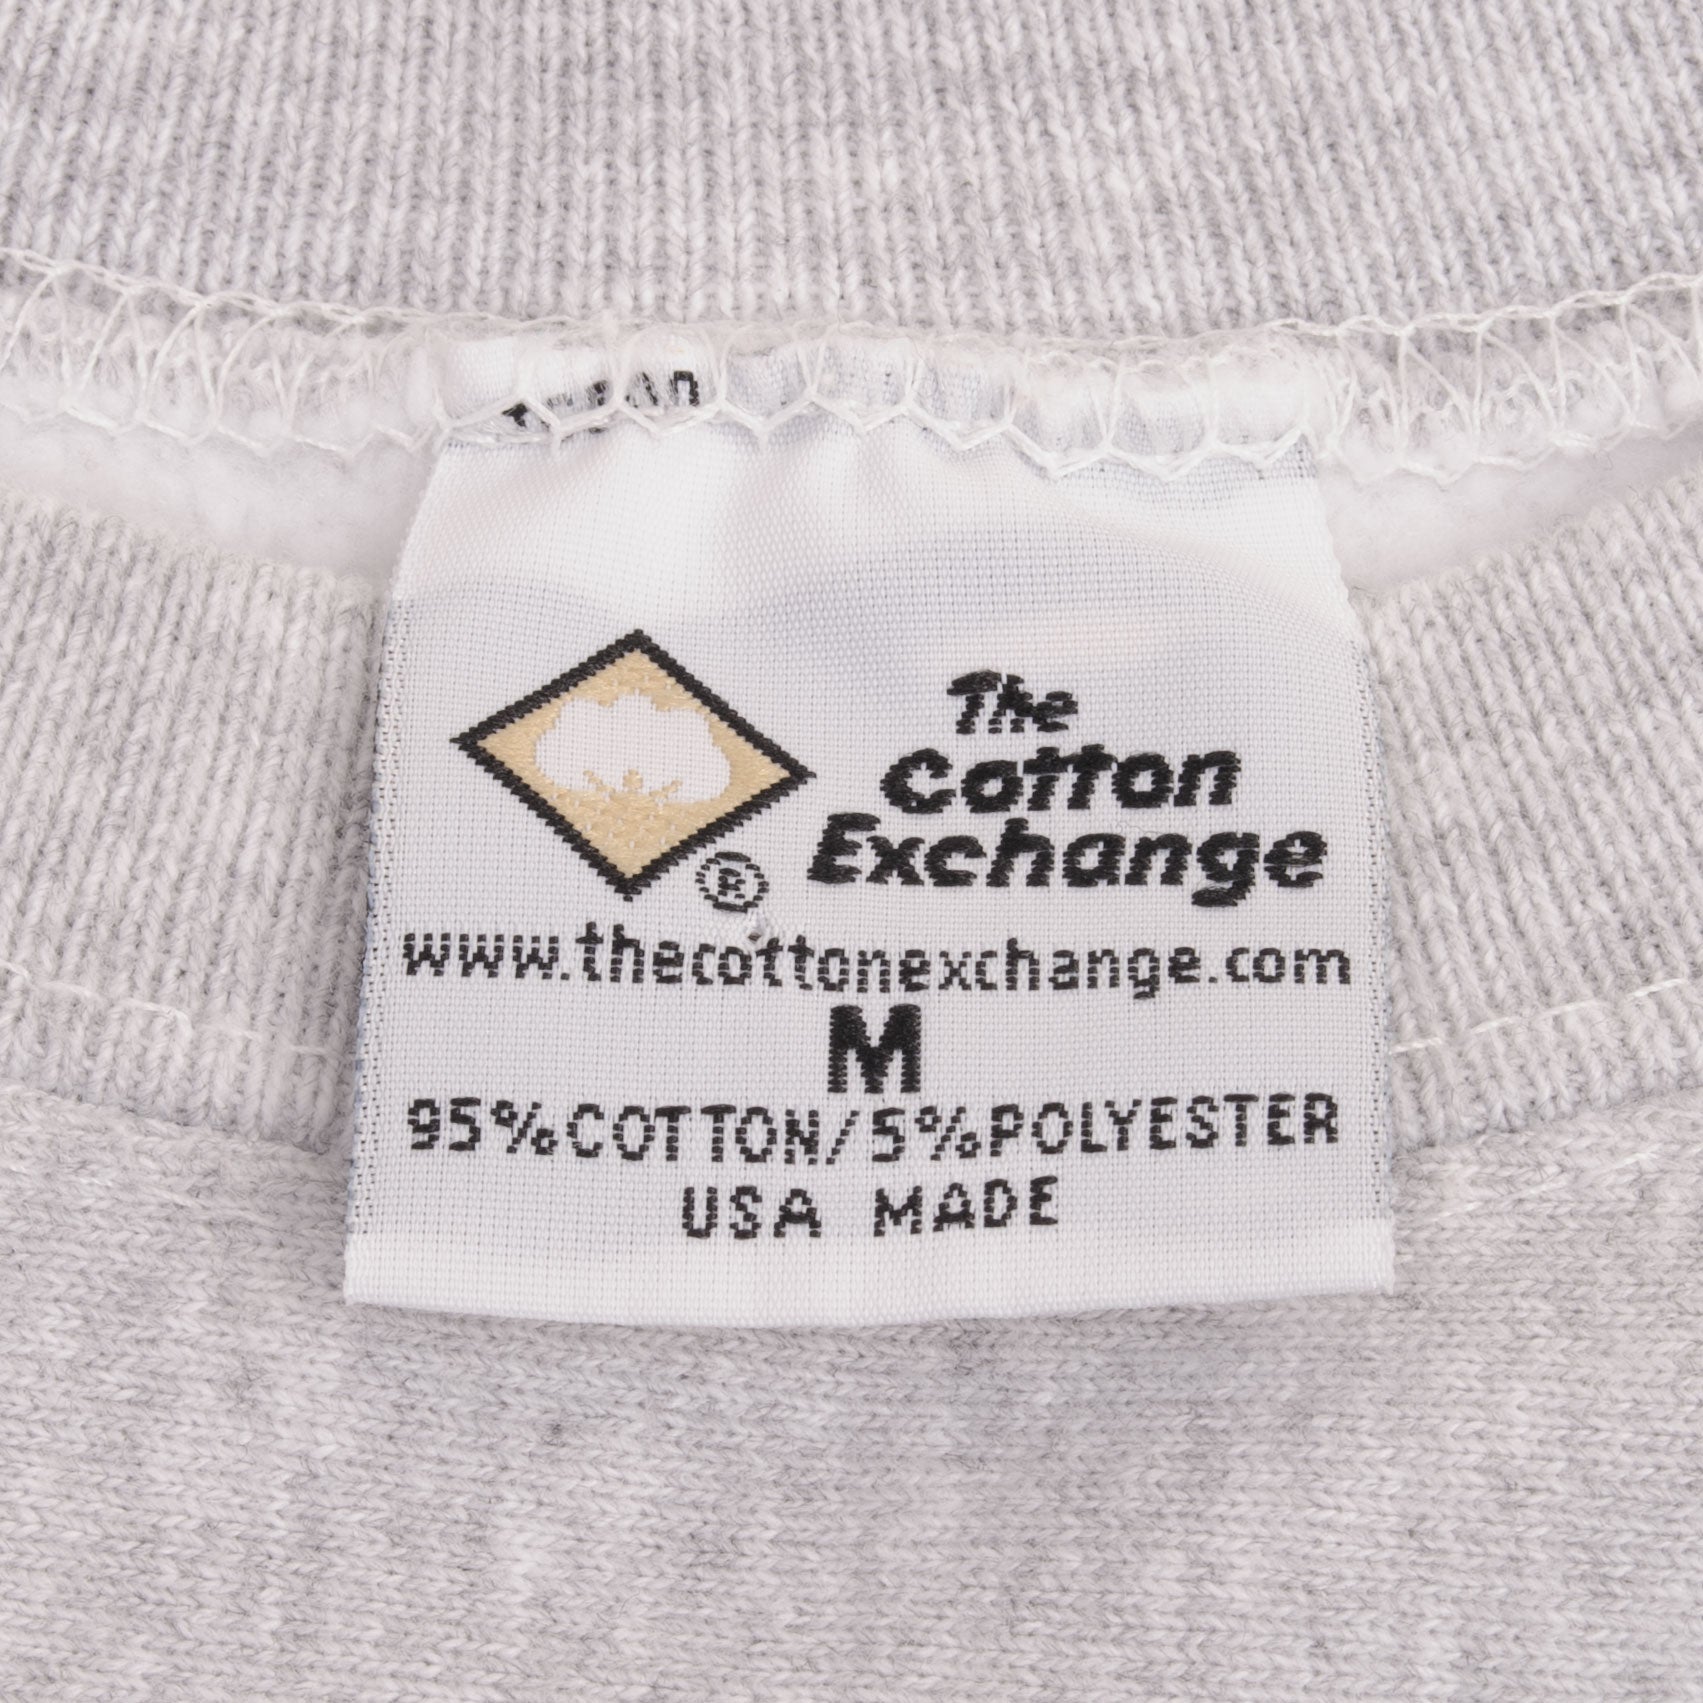 The
Cotton
Exchange
®
www.thecottonexchange.com
M
95%COTTON/5%POLYESTER
USA MADE